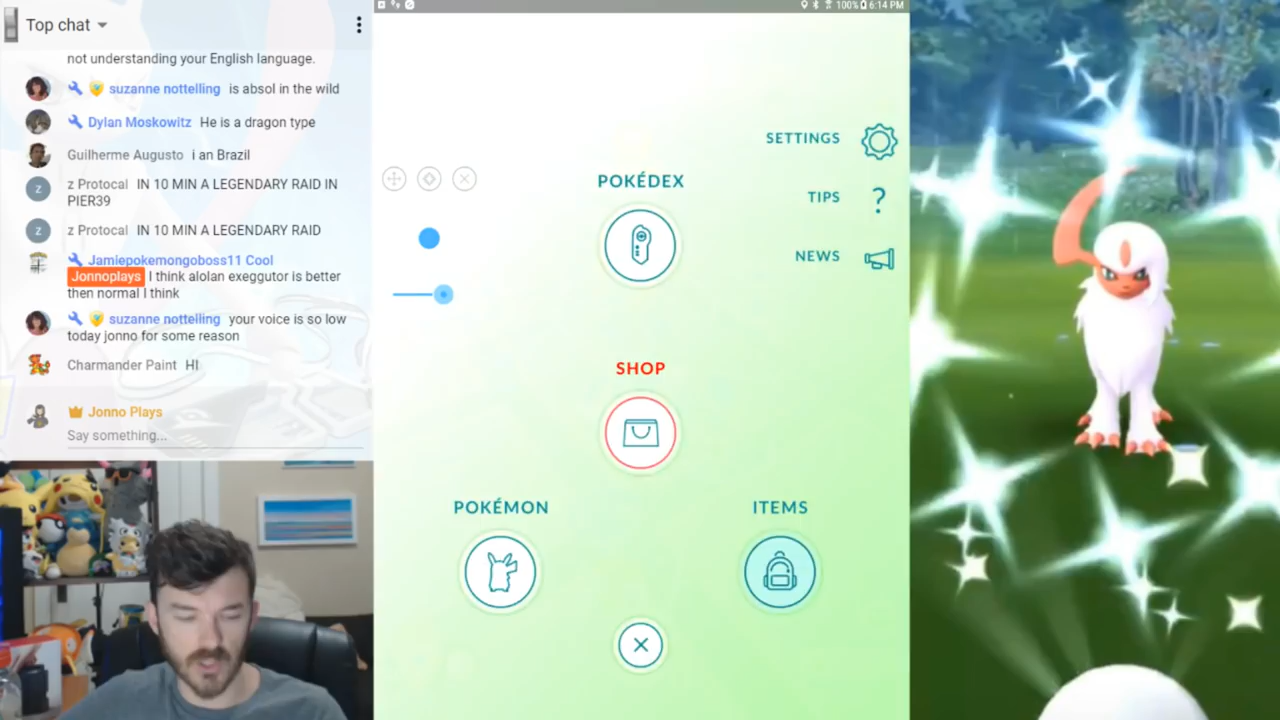 Top chat
not understanding your English language.
suzanne nottelling is absol in the wild
Dylan Moskowitz He is a dragon type
Guilherme Augusto i an Brazil
z z Protocal IN 10 MIN A LEGENDARY RAID IN
PIER39
z z Protocal IN 10 MIN A LEGENDARY RAID
Jamiepokemongoboss11 Cool
Jonnoplays I think alolan exeggutor is better
then normal I think
suzanne nottelling your voice is so low
today jonno for some reason
Charmander Paint HI
Jonno Plays
Say something...
100% 6:14 PM
SETTINGS
POKÉDEX
TIPS
?
NEWS
SHOP
POKÉMON
ITEMS